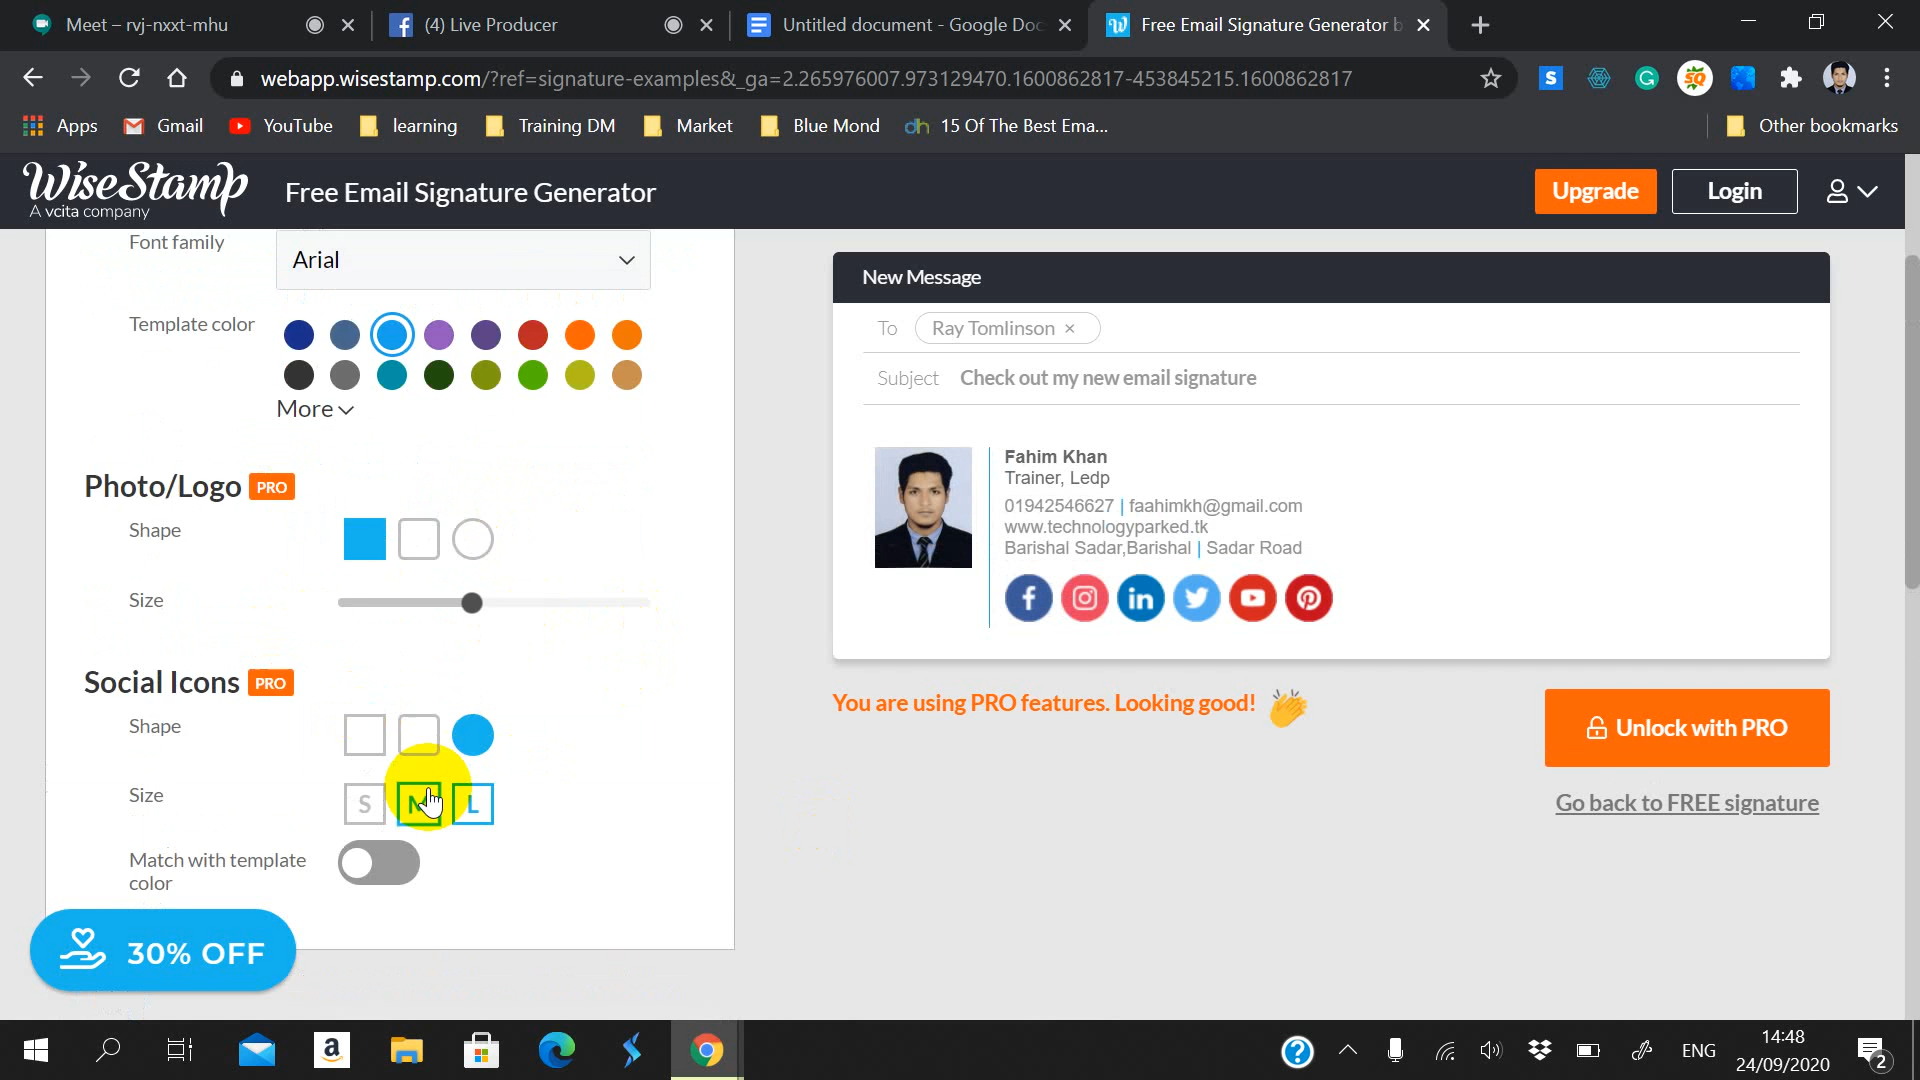 Meet – rvj-nxxt-mhu
(4) Live Producer
Untitled document - Google Doc
Free Email Signature Generator b
webapp.wisestamp.com/?ref=signature-examples&_ga=2.265976007.973129470.1600862817-453845215.1600862817
Apps
Gmail
YouTube
learning
Training DM
Market
Blue Mond
15 Of The Best Ema...
Other bookmarks
WiseStamp
A vcita company
Free Email Signature Generator
Upgrade
Login
Font family
Arial
Template color
More
Photo/Logo PRO
Shape
Size
Social Icons PRO
Shape
Size
S
M
L
Match with template
color
30% OFF
New Message
To
Ray Tomlinson ×
Subject
Check out my new email signature
Fahim Khan
Trainer, Ledp
01942546627 | faahimkh@gmail.com
www.technologyparked.tk
Barishal Sadar,Barishal | Sadar Road
You are using PRO features. Looking good!
Unlock with PRO
Go back to FREE signature
ENG
14:48
24/09/2020
2